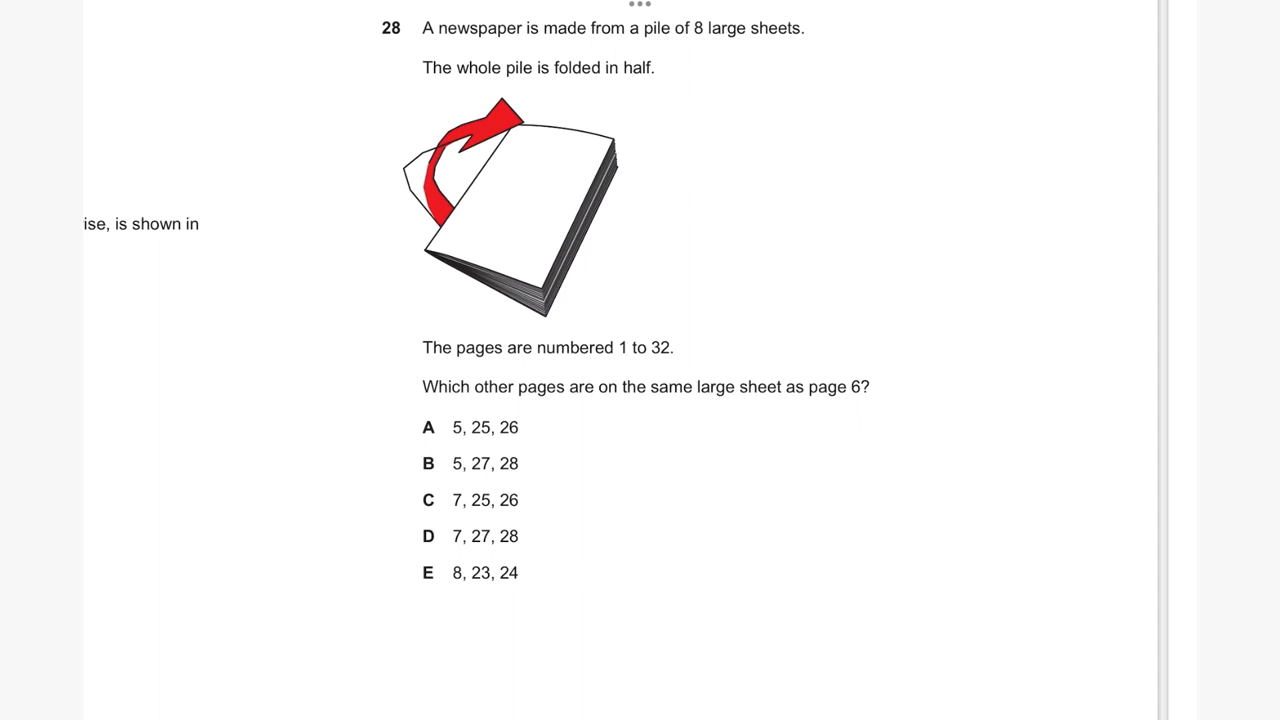 28 A newspaper is made from a pile of 8 large sheets.
The whole pile is folded in half.
ise, is shown in
The pages are numbered 1 to 32.
Which other pages are on the same large sheet as page 6?
A 5, 25, 26
B 5, 27, 28
C 7, 25, 26
D 7, 27, 28
E 8, 23, 24